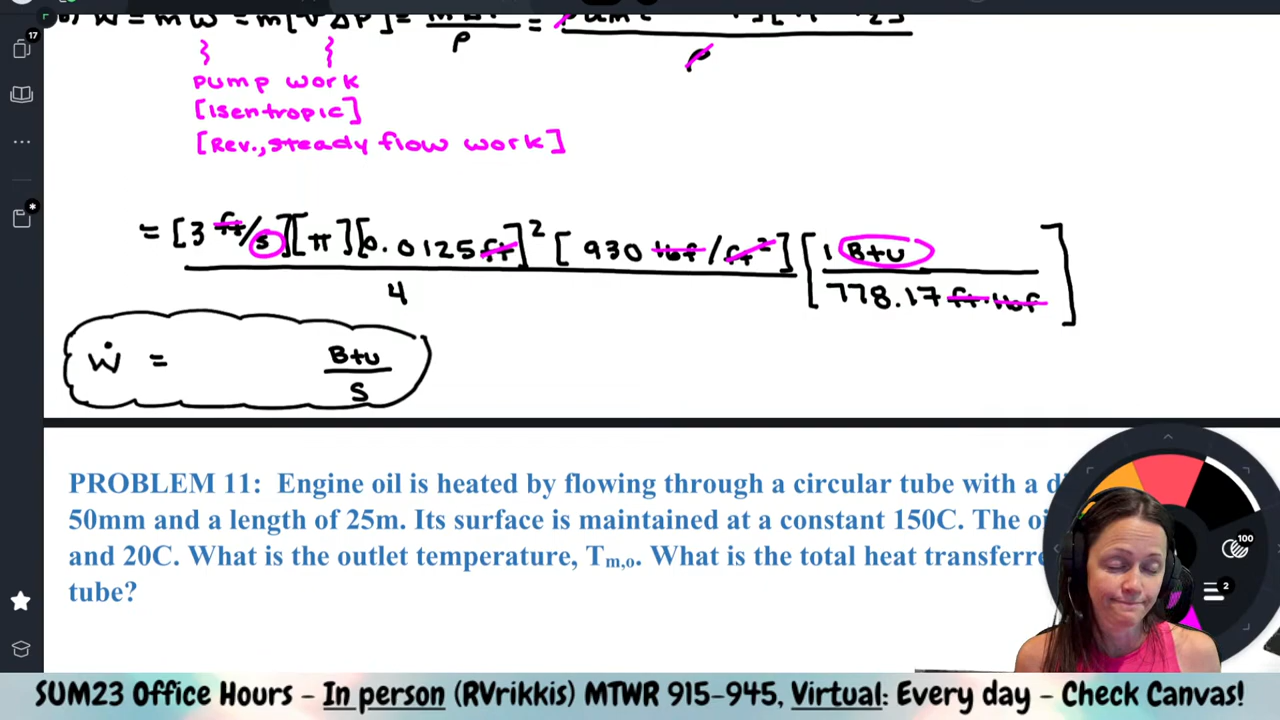 pump work
[Isentropic]
[Rev., steady flow work]
= [3 ft/s][π][0.0125 ft]² [930 lbf/ft²] [1 Btu
4
778.17 ft·lbf]
Ẇ = Btu
s
PROBLEM 11: Engine oil is heated by flowing through a circular tube with a
50mm and a length of 25m. Its surface is maintained at a constant 150C. The
and 20C. What is the outlet temperature, Tm,o. What is the total heat
tube?
17
100
2
SUM23 Office Hours - In person (RVrikkis) MTWR 915-945, Virtual: Every day - Check Canvas!